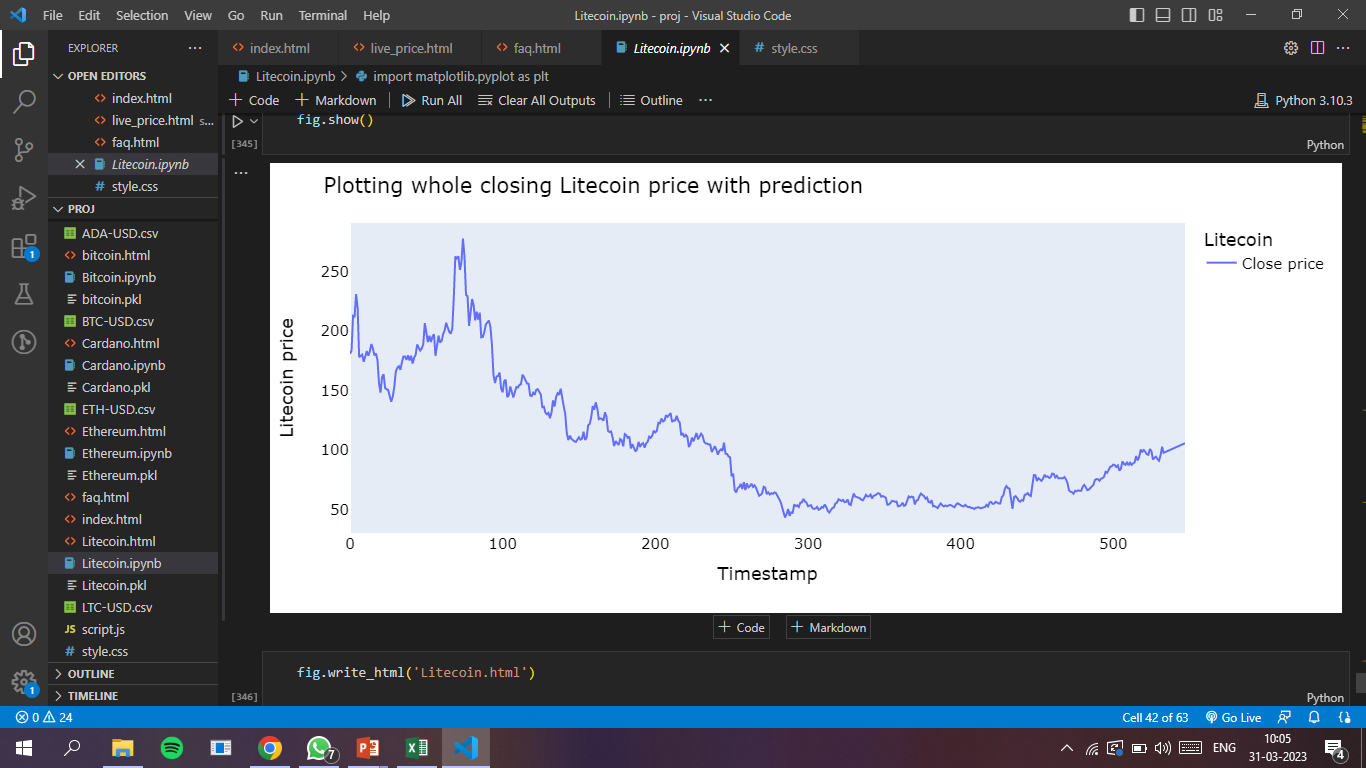 File Edit Selection View Go Run Terminal Help
Litecoin.ipynb - proj - Visual Studio Code
EXPLORER
OPEN EDITORS
index.html
live_price.html s...
faq.html
Litecoin.ipynb
style.css
PROJ
ADA-USD.csv
bitcoin.html
Bitcoin.ipynb
bitcoin.pkl
BTC-USD.csv
Cardano.html
Cardano.ipynb
Cardano.pkl
ETH-USD.csv
Ethereum.html
Ethereum.ipynb
Ethereum.pkl
faq.html
index.html
Litecoin.html
Litecoin.ipynb
Litecoin.pkl
LTC-USD.csv
JS script.js
# style.css
OUTLINE
TIMELINE
1
1
index.html live_price.html faq.html Litecoin.ipynb # style.css
Litecoin.ipynb > import matplotlib.pyplot as plt
+ Code + Markdown Run All Clear All Outputs Outline ...
Python 3.10.3
fig.show()
[345]
Python
Plotting whole closing Litecoin price with prediction
Litecoin price
250
200
150
100
50
0 100 200 300 400 500
Timestamp
Litecoin
Close price
+ Code + Markdown
fig.write_html('Litecoin.html')
[346]
Python
0 24
Cell 42 of 63 Go Live
7
ENG
10:05
31-03-2023
4